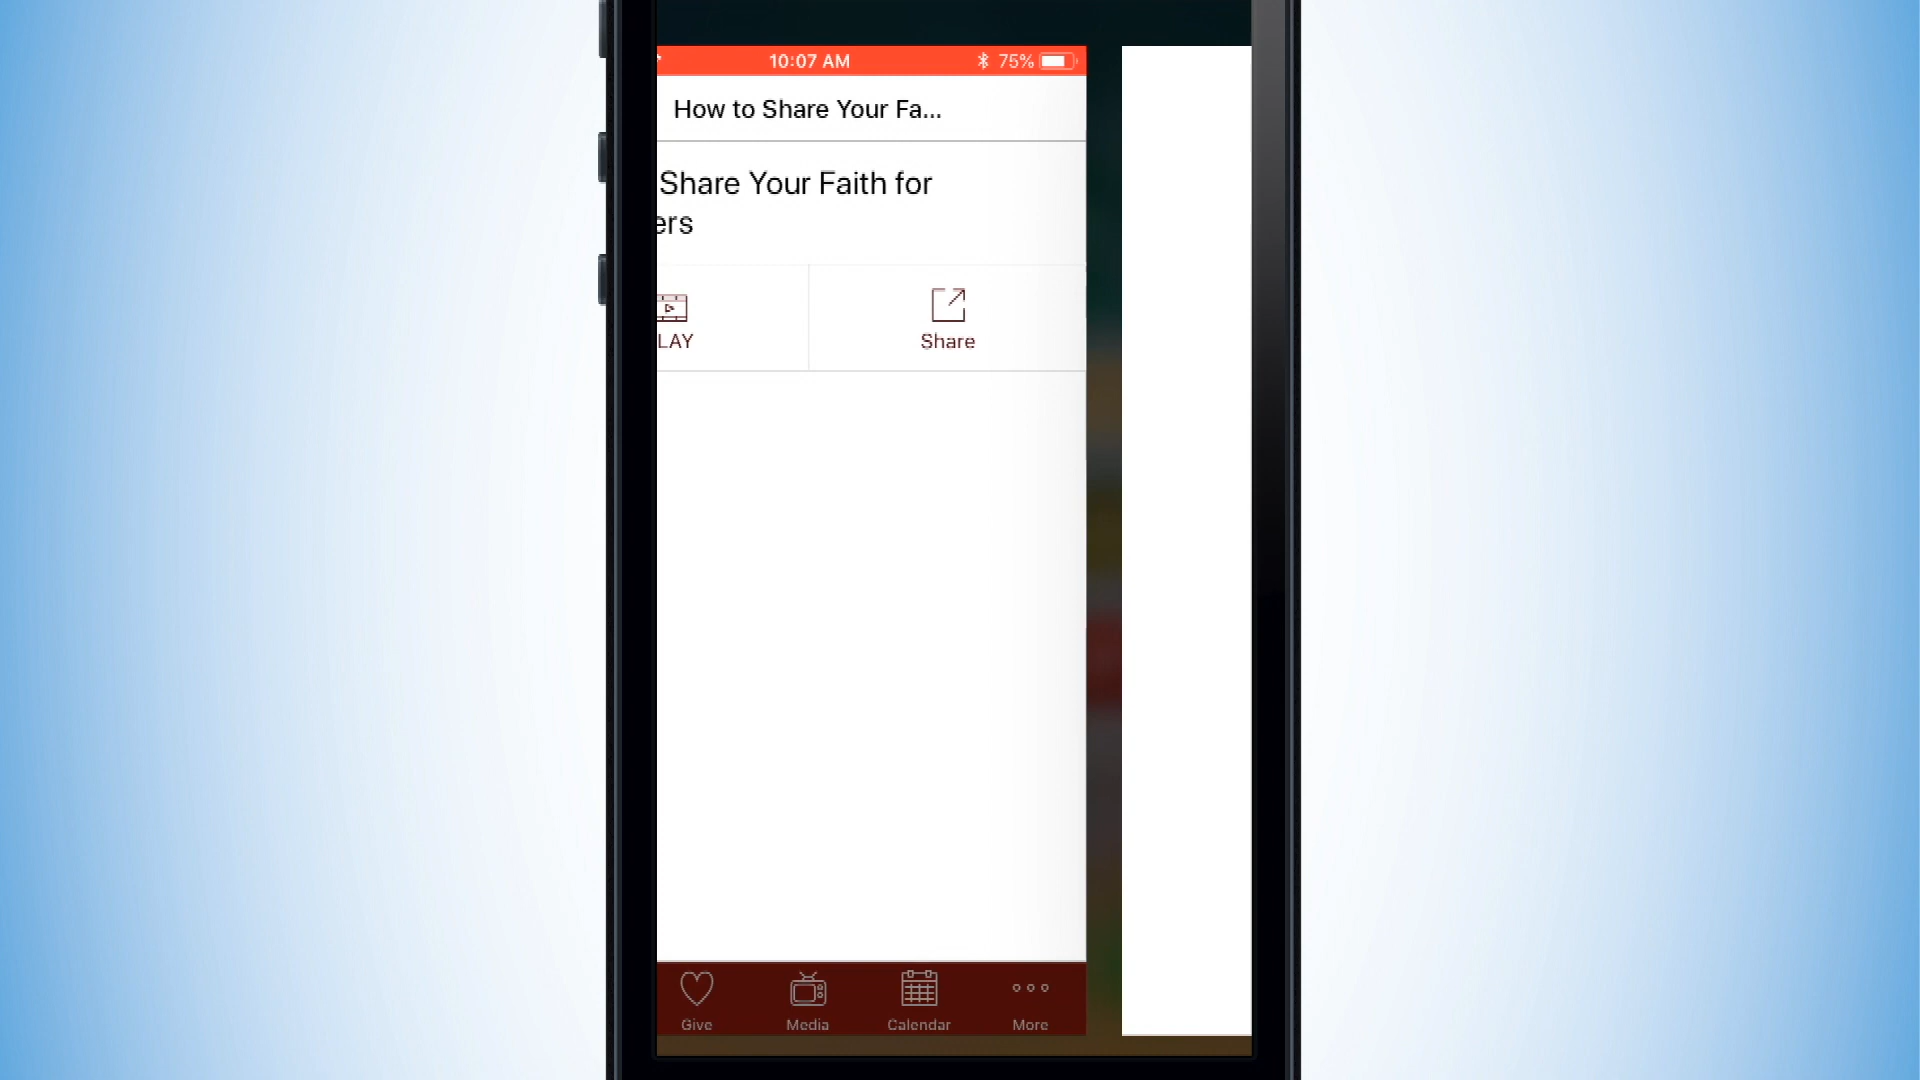 10:07 AM
75%
How to Share Your Fa...
Share Your Faith for
ers
LAY
Share
Give
Media
Calendar
More